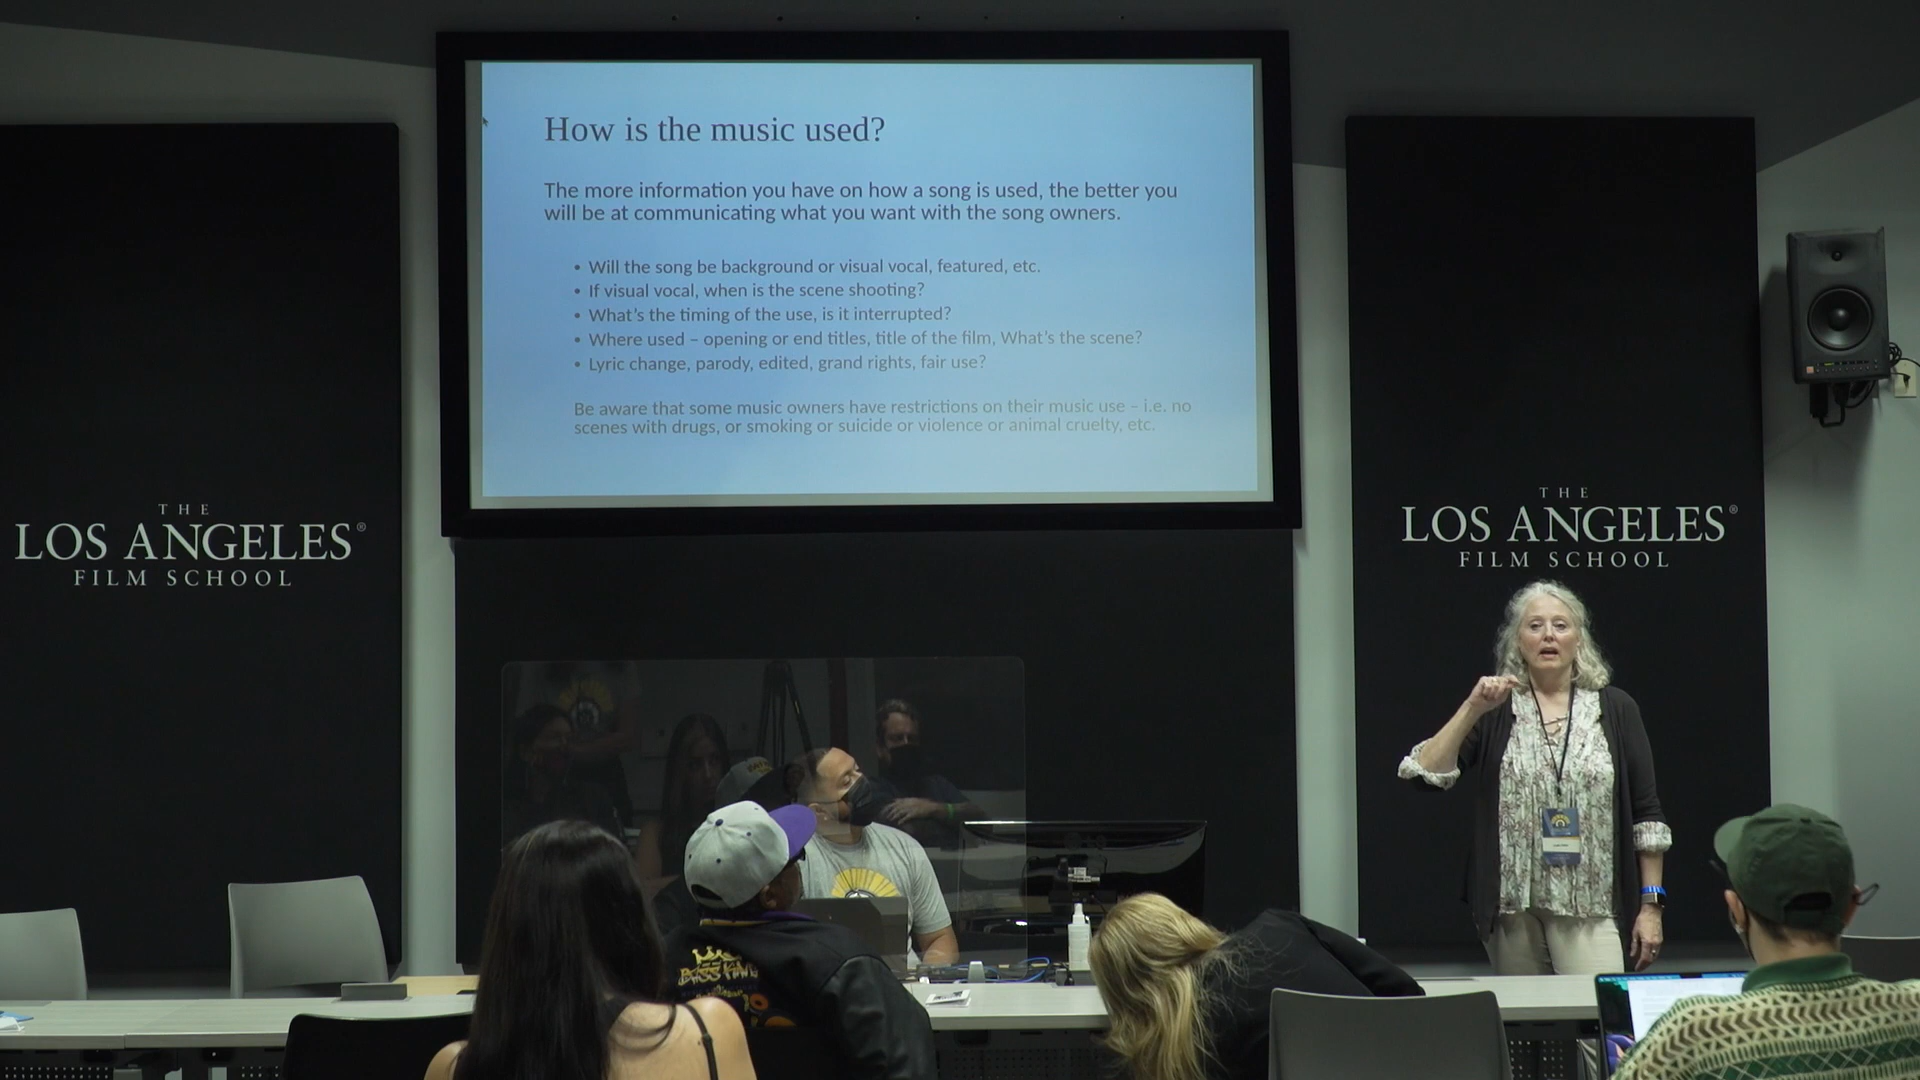 How is the music used?
The more information you have on how a song is used, the better you
will be at communicating what you want with the song owners.
• Will the song be background or visual vocal, featured, etc.
• If visual vocal, when is the scene shooting?
• What's the timing of the use, is it interrupted?
• Where used – opening or end titles, title of the film, What's the scene?
• Lyric change, parody, edited, grand rights, fair use?
Be aware that some music owners have restrictions on their music use – i.e. no
scenes with drugs, or smoking or suicide or violence or animal cruelty, etc.
THE
LOS ANGELES®
FILM SCHOOL
THE
LOS ANGELES®
FILM SCHOOL